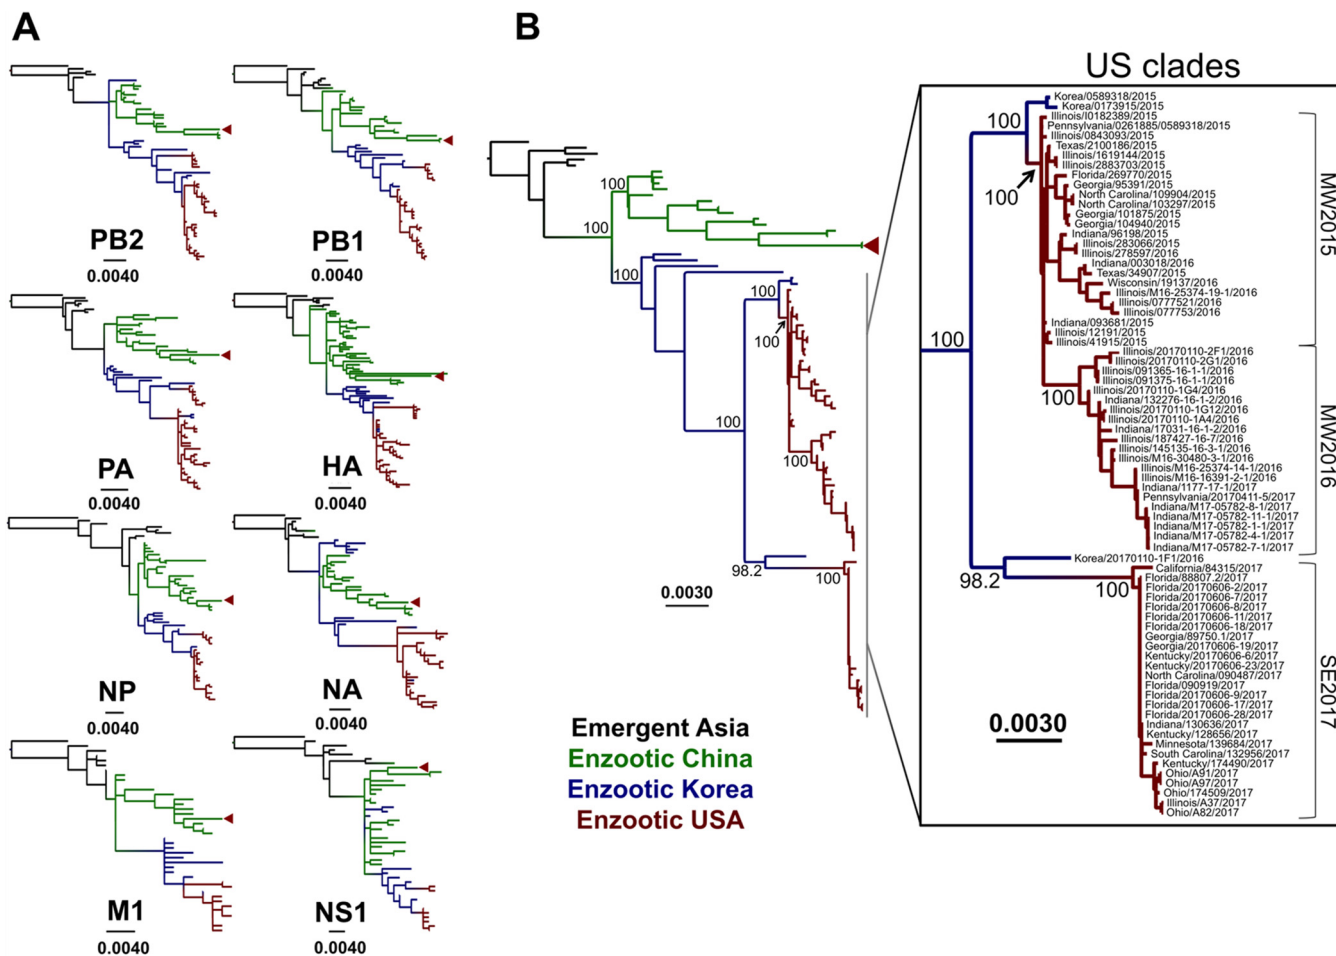 A
PB2
0.0040
PB1
0.0040
PA
0.0040
HA
0.0040
NP
0.0040
NA
0.0040
M1
0.0040
NS1
0.0040
B
100
100
100
100
100
100
100
98.2
100
0.0030
Emergent Asia
Enzootic China
Enzootic Korea
Enzootic USA
US clades
100
100
100
100
98.2
100
0.0030
Korea/0589318/2015
Korea/0173915/2015
Illinois/I0182389/2015
Pennsylvania/0261885/0589318/2015
Illinois/0843093/2015
Texas/2100186/2015
Illinois/1619144/2015
Illinois/2883703/2015
Florida/269770/2015
Georgia/95391/2015
North Carolina/109904/2015
North Carolina/103297/2015
Georgia/101875/2015
Georgia/104940/2015
Indiana/96198/2015
Illinois/283066/2015
Illinois/278597/2016
Indiana/003018/2016
Texas/34907/2015
Wisconsin/19137/2016
Illinois/M16-25374-19-1/2016
Illinois/0777521/2016
Illinois/077753/2016
Indiana/093681/2015
Illinois/12191/2015
Illinois/41915/2015
MW2015
Illinois/20170110-2F1/2016
Illinois/20170110-2G1/2016
Illinois/091365-16-1-1/2016
Illinois/091375-16-1-1/2016
Illinois/20170110-1G4/2016
Indiana/132276-16-1-2/2016
Illinois/20170110-1G12/2016
Illinois/20170110-1A4/2016
Indiana/17031-16-1-2/2016
Illinois/187427-16-7/2016
Illinois/145135-16-3-1/2016
Illinois/M16-30480-3-1/2016
Illinois/M16-25374-14-1/2016
Illinois/M16-16391-2-1/2016
Indiana/1177-17-1/2017
Pennsylvania/20170411-5/2017
Indiana/M17-05782-8-1/2017
Indiana/M17-05782-11-1/2017
Indiana/M17-05782-1-1/2017
Indiana/M17-05782-4-1/2017
Indiana/M17-05782-7-1/2017
MW2016
Korea/20170110-1F1/2016
California/84315/2017
Florida/88807.2/2017
Florida/20170606-2/2017
Florida/20170606-7/2017
Florida/20170606-8/2017
Florida/20170606-11/2017
Florida/20170606-18/2017
Georgia/89750.1/2017
Georgia/20170606-19/2017
Kentucky/20170606-6/2017
Kentucky/20170606-23/2017
North Carolina/090487/2017
Florida/090919/2017
Florida/20170606-9/2017
Florida/20170606-17/2017
Florida/20170606-28/2017
Indiana/130636/2017
Kentucky/128656/2017
Minnesota/139684/2017
South Carolina/132956/2017
Kentucky/174490/2017
Ohio/A91/2017
Ohio/A97/2017
Ohio/174509/2017
Illinois/A37/2017
Ohio/A82/2017
SE2017